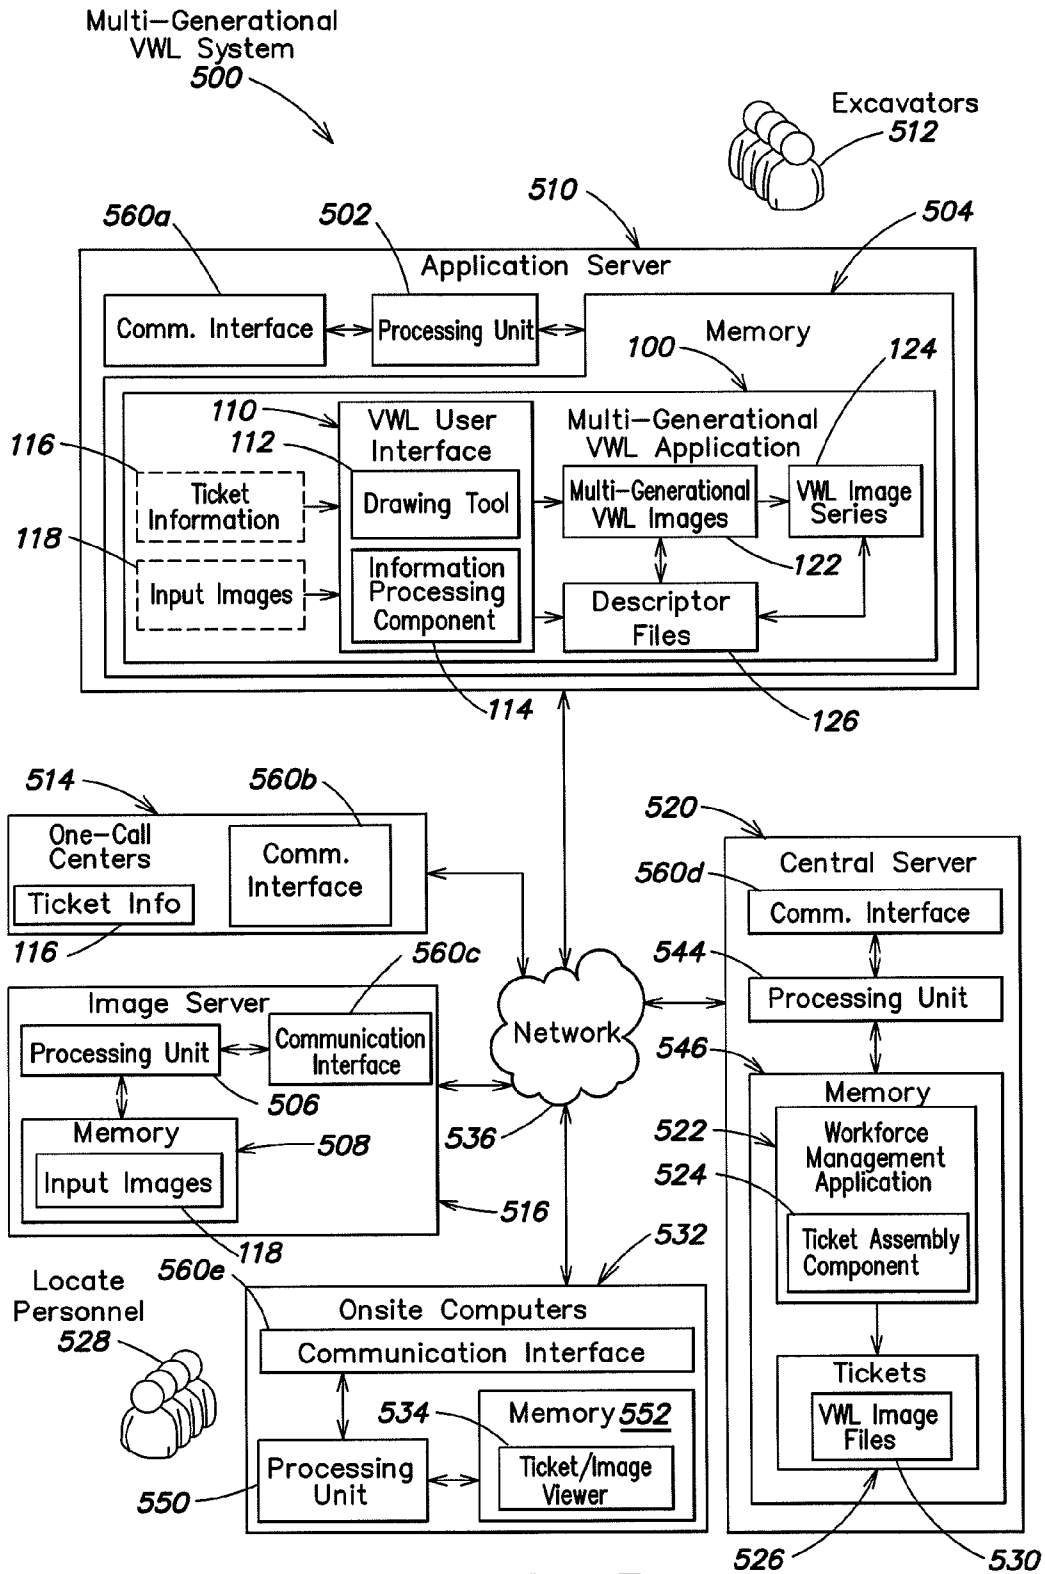 Multi-Generational
VWL System
500
Excavators
512
560a
502
510
504
Application Server
Comm. Interface
Processing Unit
Memory
100
124
110
VWL User
Interface
Multi-Generational
VWL Application
116
112
Ticket
Information
Drawing Tool
Multi-Generational
VWL Images
VWL Image
Series
118
122
Input Images
Information
Processing
Component
Descriptor
Files
114
126
514
560b
520
One-Call
Centers
Comm.
Interface
Ticket Info
116
Central Server
560d
Comm. Interface
560c
544
Processing Unit
Image Server
Processing Unit
Communication
Interface
Network
506
546
Memory
508
536
Input Images
516
118
Memory
522
Workforce
Management
Application
524
Ticket Assembly
Component
532
560e
Locate
Personnel
528
Onsite Computers
Communication Interface
Tickets
VWL Image
Files
534
Memory 552
Processing
Unit
Ticket/Image
Viewer
550
526
530